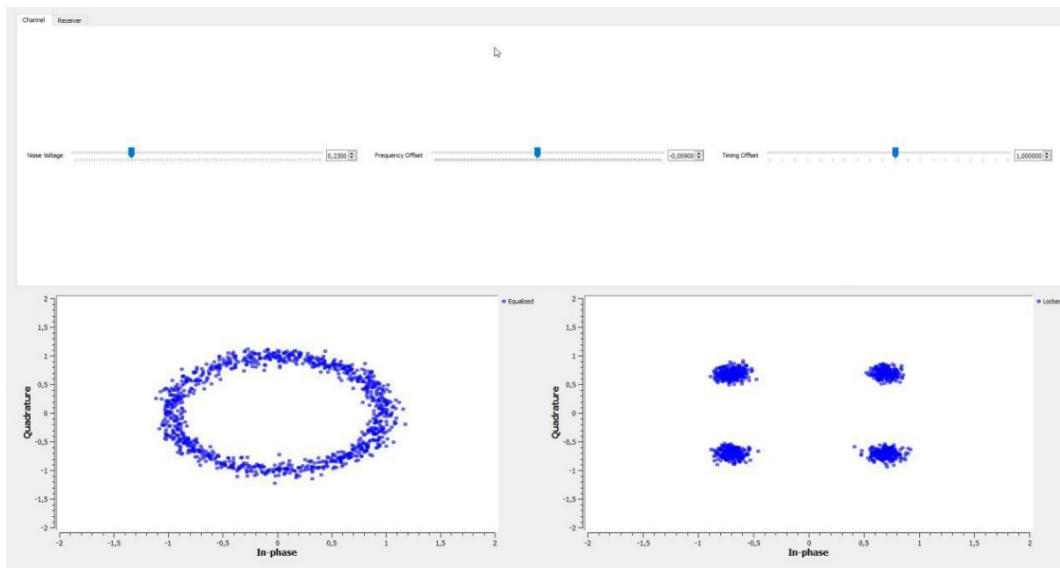 Channel Receiver
Noise Voltage 0,2300 Frequency Offset -0,00900 Timing Offset 1,000000
2
1,5
1
0,5
0
-0,5
-1
-1,5
-2
Quadrature
-2 -1 -0,5 0 0,5 1 1,5 2
In-phase
Equalized
2
1,5
1
0,5
0
-0,5
-1
-1,5
-2
Quadrature
-2 -1,5 -1 -0,5 0 0,5 1 1,5 2
In-phase
Locked